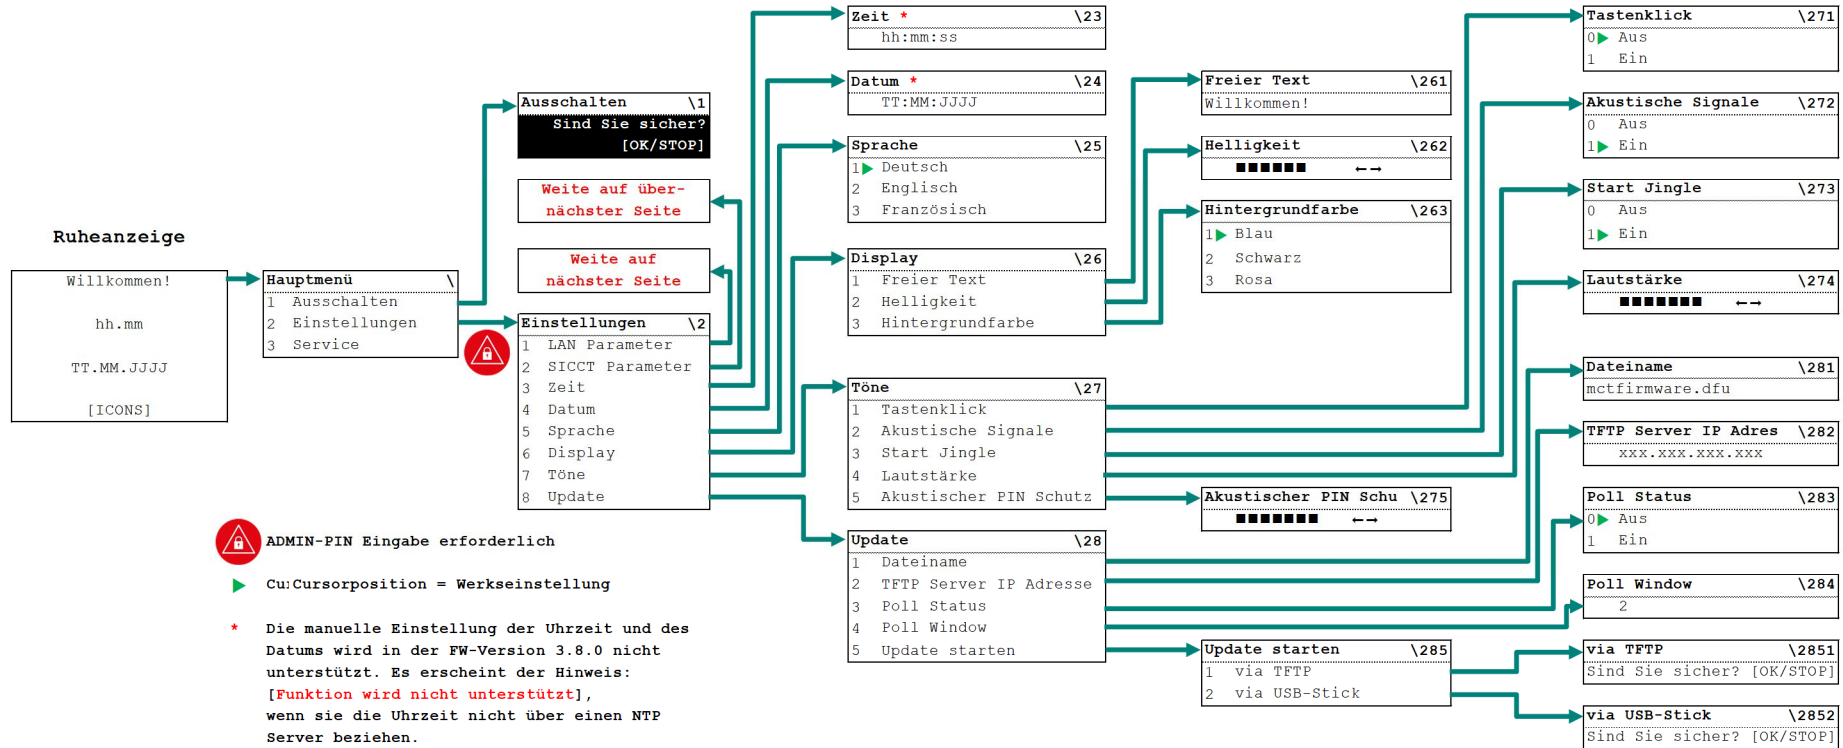 Ruheanzeige
Willkommen!
hh.mm
TT.MM.JJJJ
[ICONS]
Hauptmenü \
1 Ausschalten
2 Einstellungen
3 Service
Ausschalten \1
Sind Sie sicher?
[OK/STOP]
Weite auf über-
nächster Seite
Weite auf
nächster Seite
Einstellungen \2
1 LAN Parameter
2 SICCT Parameter
3 Zeit
4 Datum
5 Sprache
6 Display
7 Töne
8 Update
Zeit * \23
hh:mm:ss
Datum * \24
TT:MM:JJJJ
Sprache \25
1 Deutsch
2 Englisch
3 Französisch
Display \26
1 Freier Text
2 Helligkeit
3 Hintergrundfarbe
Töne \27
1 Tastenklick
2 Akustische Signale
3 Start Jingle
4 Lautstärke
5 Akustischer PIN Schutz
Update \28
1 Dateiname
2 TFTP Server IP Adresse
3 Poll Status
4 Poll Window
5 Update starten
Freier Text \261
Willkommen!
Helligkeit \262
Hintergrundfarbe \263
1 Blau
2 Schwarz
3 Rosa
Akustischer PIN Schu \275
Update starten \285
1 via TFTP
2 via USB-Stick
Tastenklick \271
0 Aus
1 Ein
Akustische Signale \272
0 Aus
1 Ein
Start Jingle \273
0 Aus
1 Ein
Lautstärke \274
Dateiname \281
mctfirmware.dfu
TFTP Server IP Adres \282
xxx.xxx.xxx.xxx
Poll Status \283
0 Aus
1 Ein
Poll Window \284
2
via TFTP \2851
Sind Sie sicher? [OK/STOP]
via USB-Stick \2852
Sind Sie sicher? [OK/STOP]
ADMIN-PIN Eingabe erforderlich
Cu Cursorposition = Werkseinstellung
* Die manuelle Einstellung der Uhrzeit und des
Datums wird in der FW-Version 3.8.0 nicht
unterstützt. Es erscheint der Hinweis:
[Funktion wird nicht unterstützt],
wenn sie die Uhrzeit nicht über einen NTP
Server beziehen.